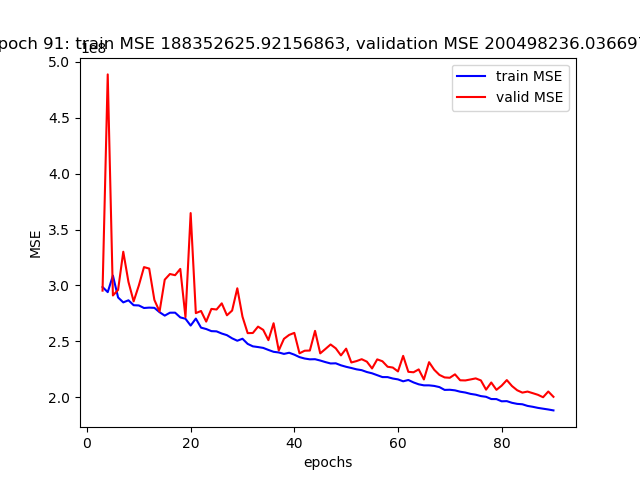 poch 91: train MSE 188352625.92156863, validation MSE 200498236.03669
1e8
train MSE
valid MSE
5.0
4.5
4.0
3.5
3.0
2.5
2.0
MSE
0 20 40 60 80
epochs